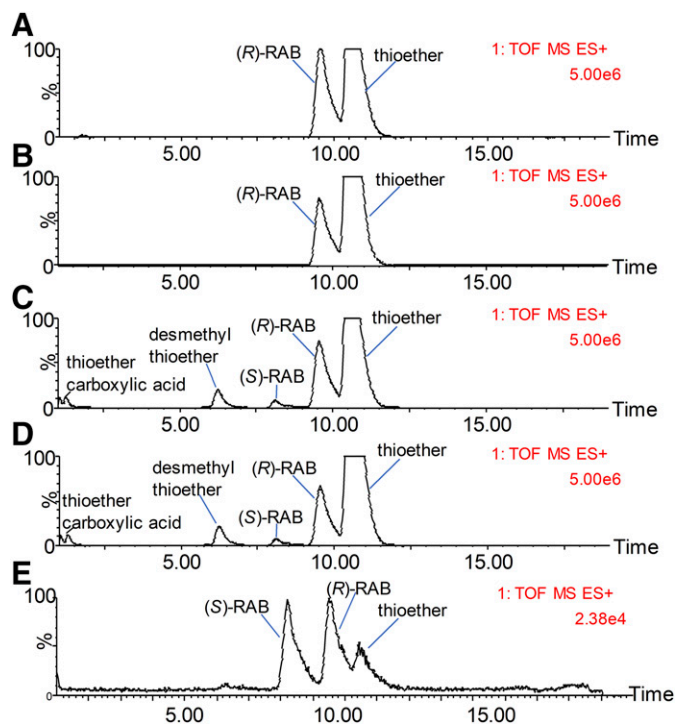 A
100
%
0
(R)-RAB
thioether
1: TOF MS ES+
5.00e6
5.00
10.00
15.00
Time
B
100
%
0
(R)-RAB
thioether
1: TOF MS ES+
5.00e6
5.00
10.00
15.00
Time
C
100
%
0
thioether
carboxylic acid
desmethyl
thioether
(S)-RAB
(R)-RAB
thioether
1: TOF MS ES+
5.00e6
5.00
10.00
15.00
Time
D
100
%
0
thioether
carboxylic acid
desmethyl
thioether
(S)-RAB
(R)-RAB
thioether
1: TOF MS ES+
5.00e6
5.00
10.00
15.00
Time
E
100
%
0
(S)-RAB
(R)-RAB
thioether
1: TOF MS ES+
2.38e4
5.00
10.00
15.00
Time